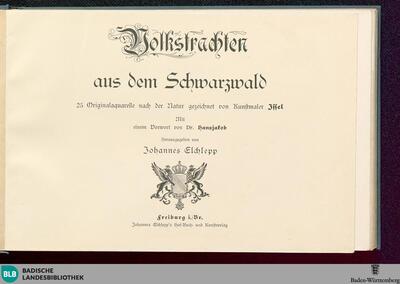 Volkstrachten
aus dem Schwarzwald
25 Originalaquarelle nach der Natur gezeichnet von Kunstmaler Issel
Mit
einem Vorwort von Dr. Hansjakob
Herausgegeben von
Johannes Elchlepp
Freiburg i./Br.
Johannes Elchlepp's Hof-Buch- und Kunstverlag
BLB
BADISCHE
LANDESBIBLIOTHEK
Baden-Württemberg